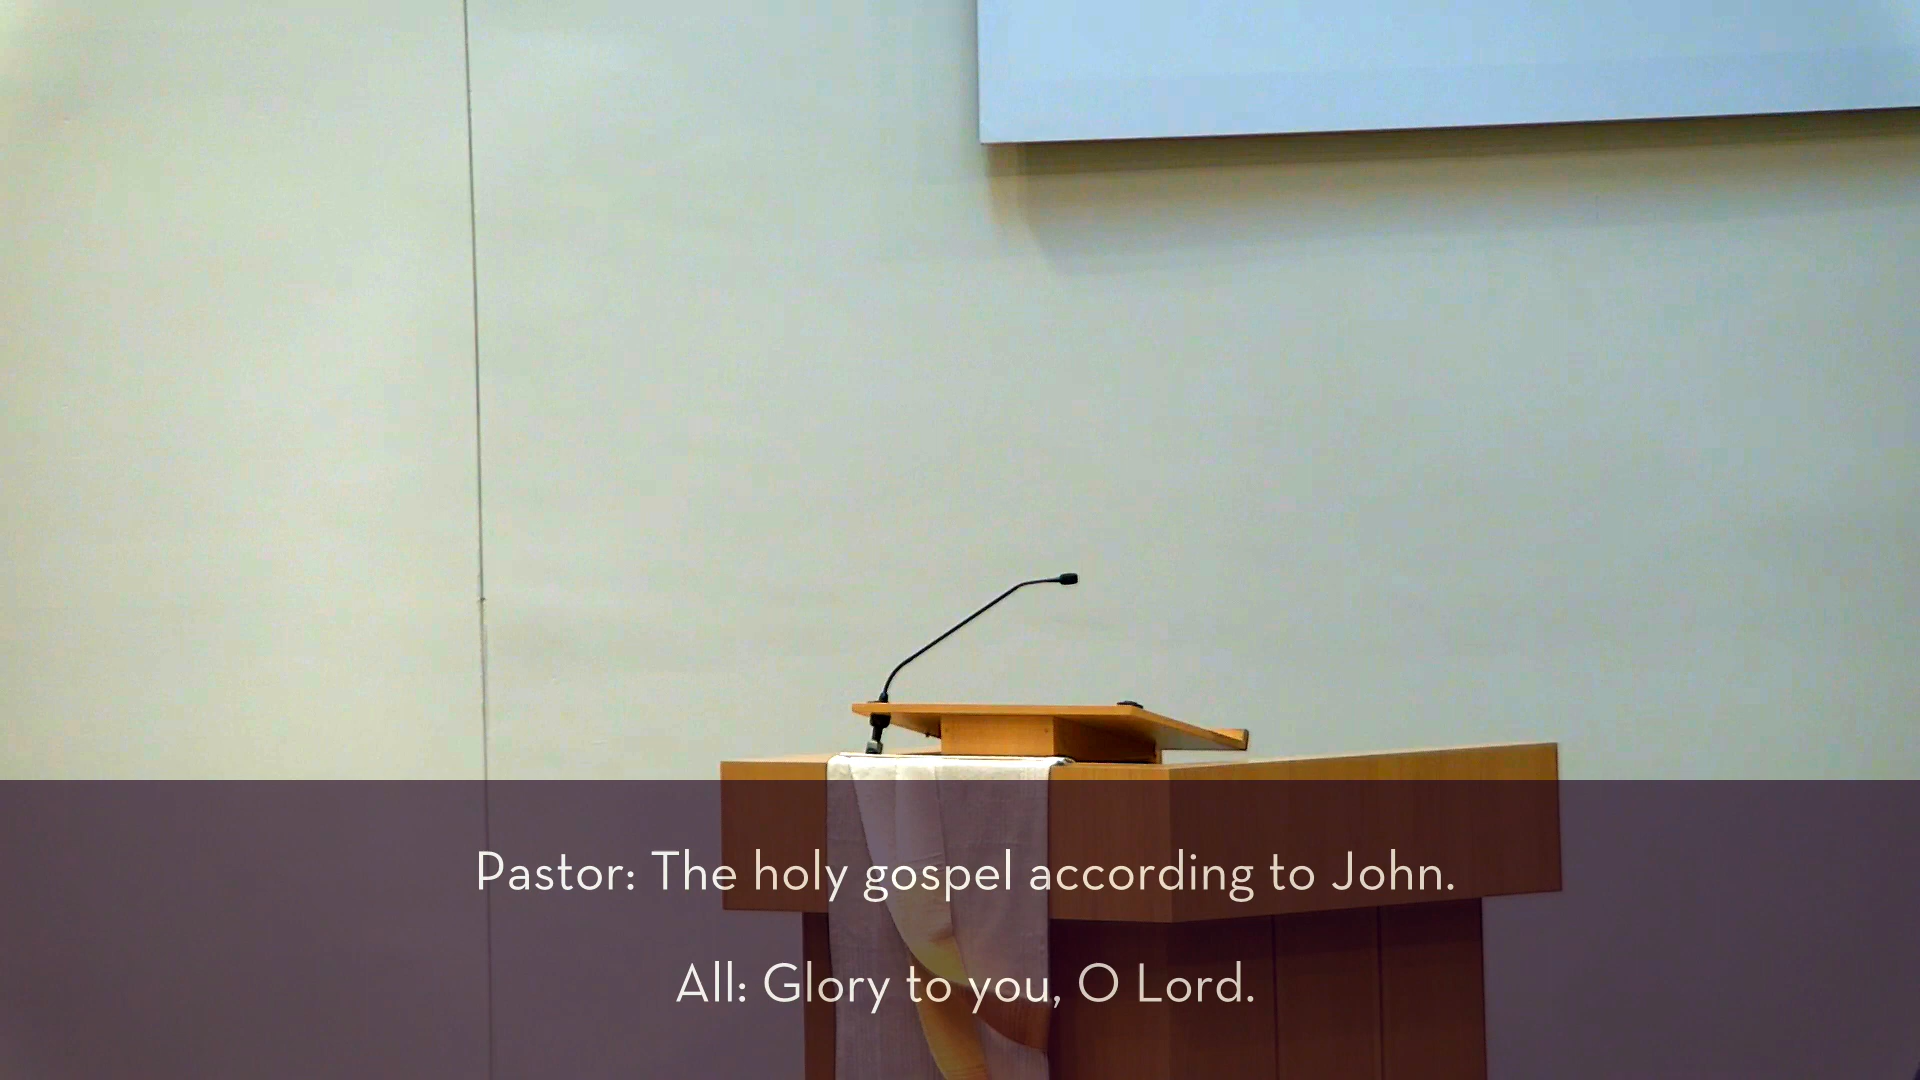 Pastor: The holy gospel according to John.
All: Glory to you, O Lord.